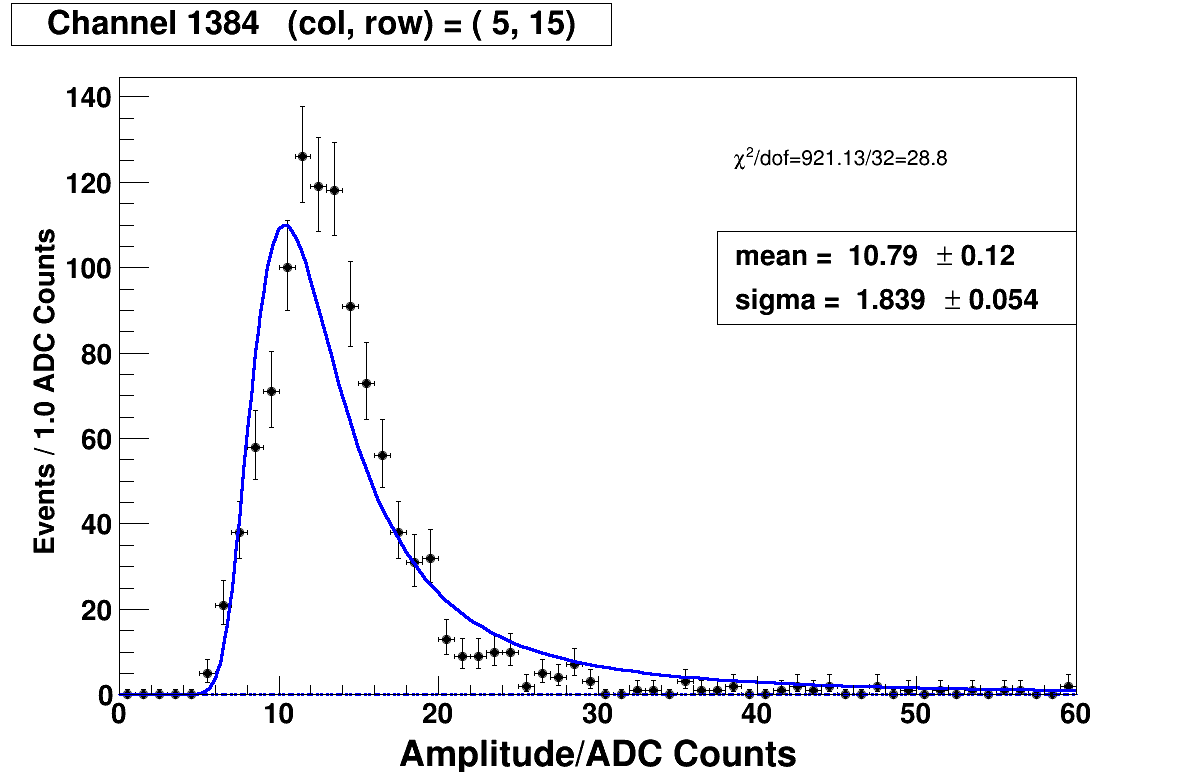 Channel 1384 (col, row) = ( 5, 15)
χ²/dof=921.13/32=28.8
mean = 10.79 ± 0.12
sigma = 1.839 ± 0.054
Events / 1.0 ADC Counts
140
120
100
80
60
40
20
0
0 10 20 30 40 50 60
Amplitude/ADC Counts